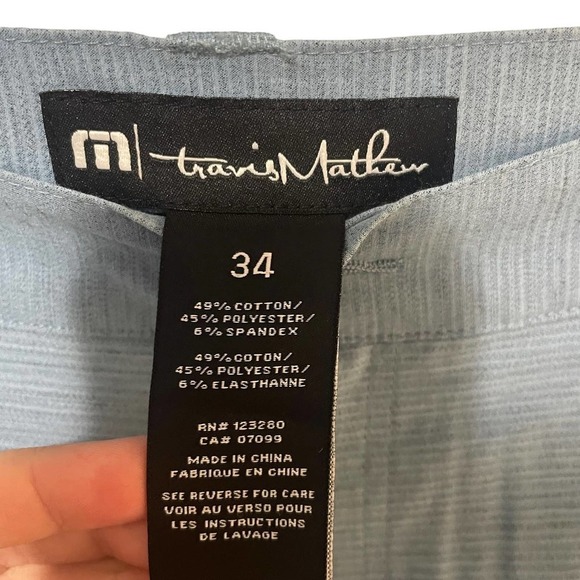 travisMathew
34
49% COTTON/
45% POLYESTER/
6% SPANDEX
49% COTON/
45% POLYESTER/
6% ELASTHANNE
RN# 123280
CA# 07099
MADE IN CHINA
FABRIQUE EN CHINE
SEE REVERSE FOR CARE
VOIR AU VERSO POUR
LES INSTRUCTIONS
DE LAVAGE